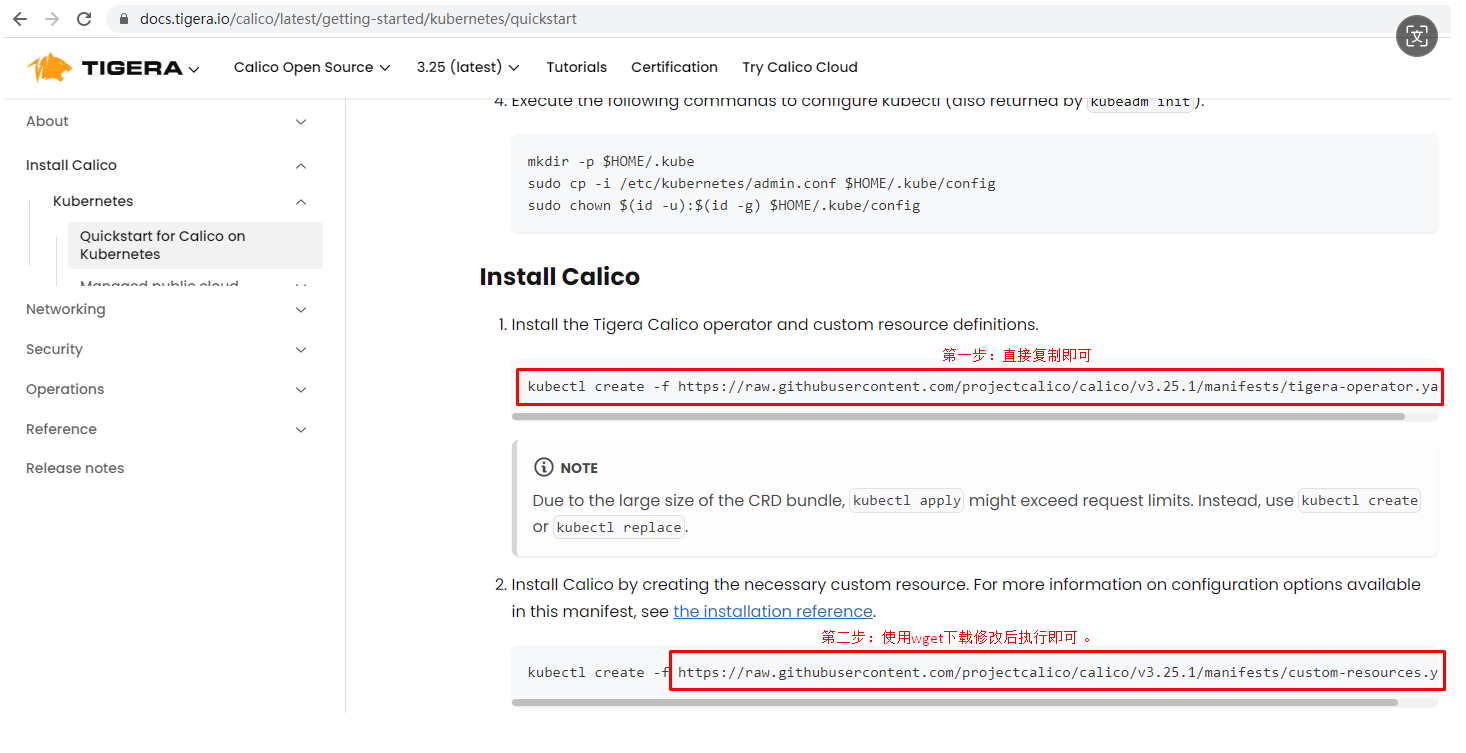 docs.tigera.io/calico/latest/getting-started/kubernetes/quickstart
TIGERA
Calico Open Source
3.25 (latest)
Tutorials
Certification
Try Calico Cloud
About
Install Calico
Kubernetes
Quickstart for Calico on
Kubernetes
Managed public cloud
Networking
Security
Operations
Reference
Release notes
4. Execute the following commands to configure kubectl (also returned by kubeadm init).
mkdir -p $HOME/.kube
sudo cp -i /etc/kubernetes/admin.conf $HOME/.kube/config
sudo chown $(id -u):$(id -g) $HOME/.kube/config
Install Calico
1. Install the Tigera Calico operator and custom resource definitions.
第一步：直接复制即可
kubectl create -f https://raw.githubusercontent.com/projectcalico/calico/v3.25.1/manifests/tigera-operator.ya
NOTE
Due to the large size of the CRD bundle, kubectl apply might exceed request limits. Instead, use kubectl create
or kubectl replace.
2. Install Calico by creating the necessary custom resource. For more information on configuration options available
in this manifest, see the installation reference.
第二步：使用wget下载修改后执行即可。
kubectl create -f https://raw.githubusercontent.com/projectcalico/calico/v3.25.1/manifests/custom-resources.y